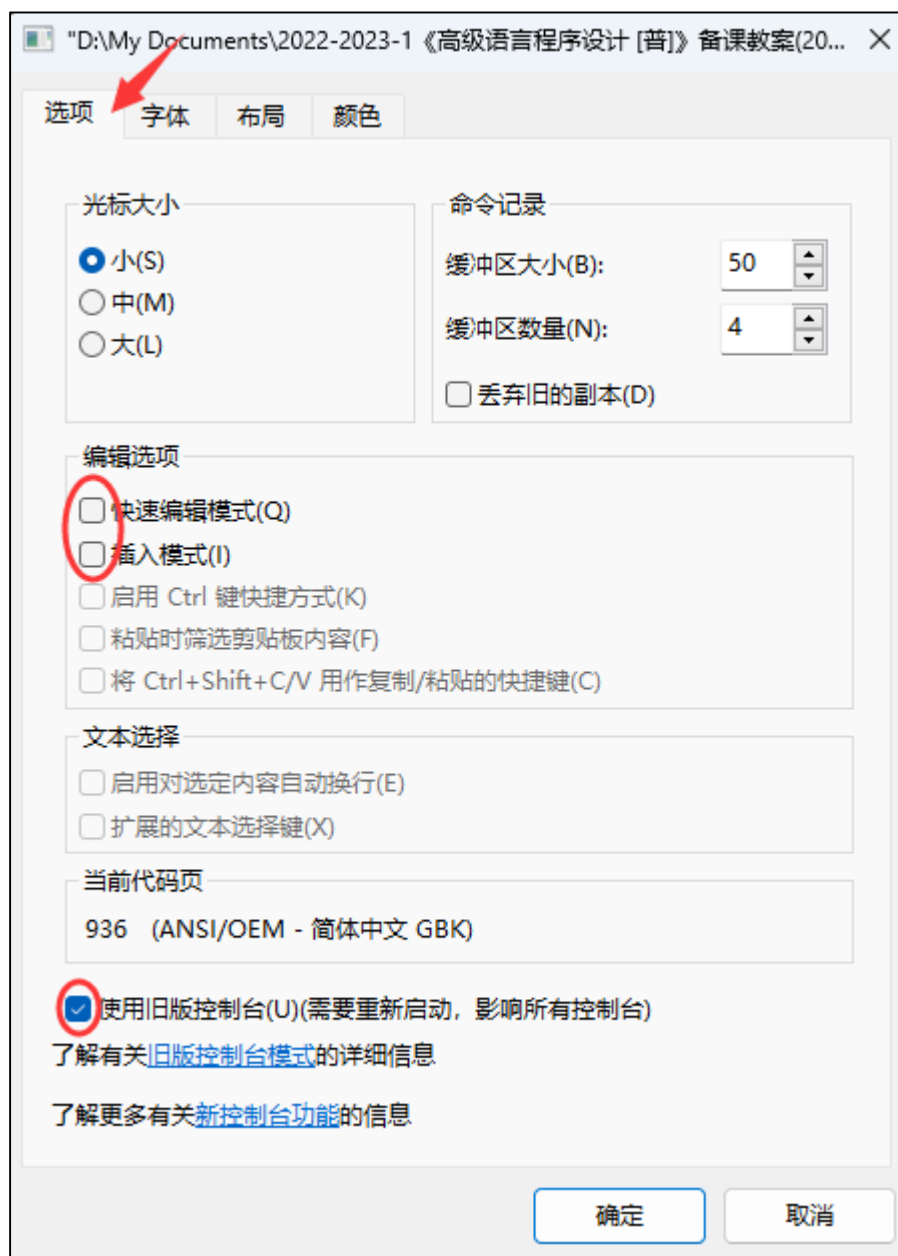 "D:\My Documents\2022-2023-1《高级语言程序设计 [普]》备课教案(20...
选项 字体 布局 颜色
光标大小
小(S)
中(M)
大(L)
命令记录
缓冲区大小(B): 50
缓冲区数量(N): 4
丢弃旧的副本(D)
编辑选项
快速编辑模式(Q)
插入模式(I)
启用 Ctrl 键快捷方式(K)
粘贴时筛选剪贴板内容(F)
将 Ctrl+Shift+C/V 用作复制/粘贴的快捷键(C)
文本选择
启用对选定内容自动换行(E)
扩展的文本选择键(X)
当前代码页
936 (ANSI/OEM - 简体中文 GBK)
使用旧版控制台(U)(需要重新启动，影响所有控制台)
了解有关旧版控制台模式的详细信息
了解更多有关新控制台功能的信息
确定 取消